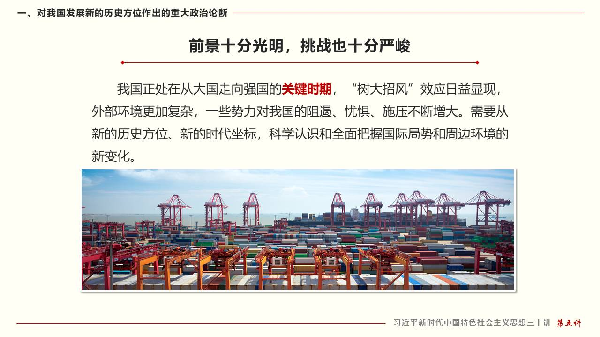 一、对我国发展新的历史方位作出的重大政治论断
前景十分光明，挑战也十分严峻
我国正处在从大国走向强国的关键时期，“树大招风”效应日益显现，
外部环境更加复杂，一些势力对我国的阻遏、忧惧、施压不断增大。需要从
新的历史方位、新的时代坐标，科学认识和全面把握国际局势和周边环境的
新变化。
习近平新时代中国特色社会主义思想三十讲 第五讲